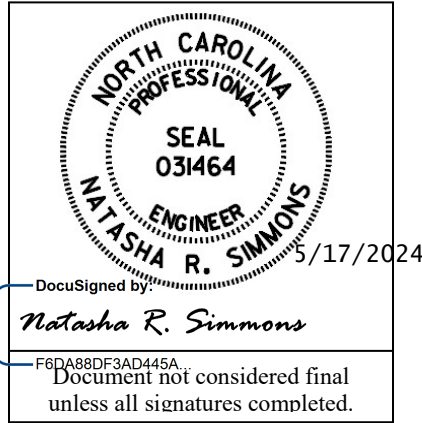 NORTH CAROLINA
PROFESSIONAL
SEAL
031464
ENGINEER
NATASHA R. SIMMONS
5/17/2024
DocuSigned by:
Natasha R. Simmons
F6DA88DF3AD445A...
Document not considered final
unless all signatures completed.